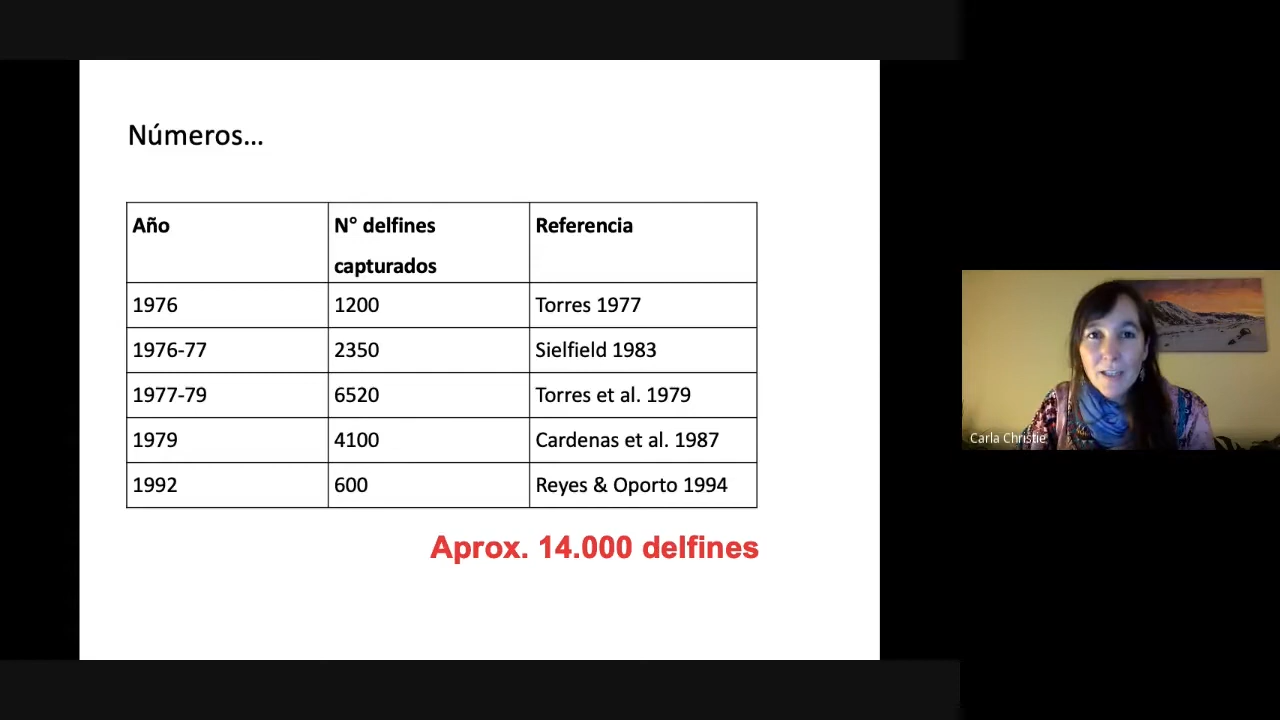 Números...
Año N° delfines capturados Referencia
1976 1200 Torres 1977
1976-77 2350 Sielfield 1983
1977-79 6520 Torres et al. 1979
1979 4100 Cardenas et al. 1987
1992 600 Reyes & Oporto 1994
Aprox. 14.000 delfines
Carla Christie